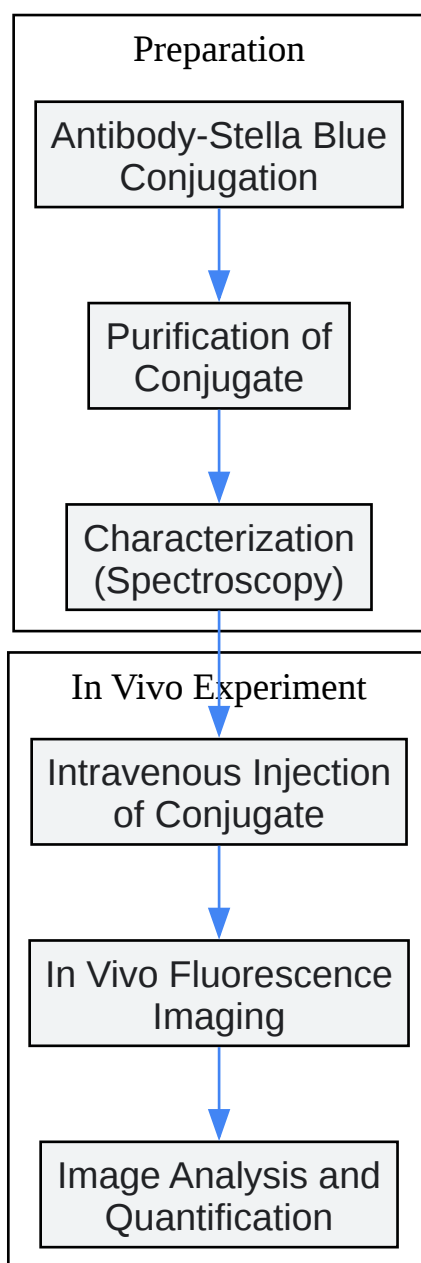 Preparation
Antibody-Stella Blue
Conjugation
Purification of
Conjugate
Characterization
(Spectroscopy)
In Vivo Experiment
Intravenous Injection
of Conjugate
In Vivo Fluorescence
Imaging
Image Analysis and
Quantification